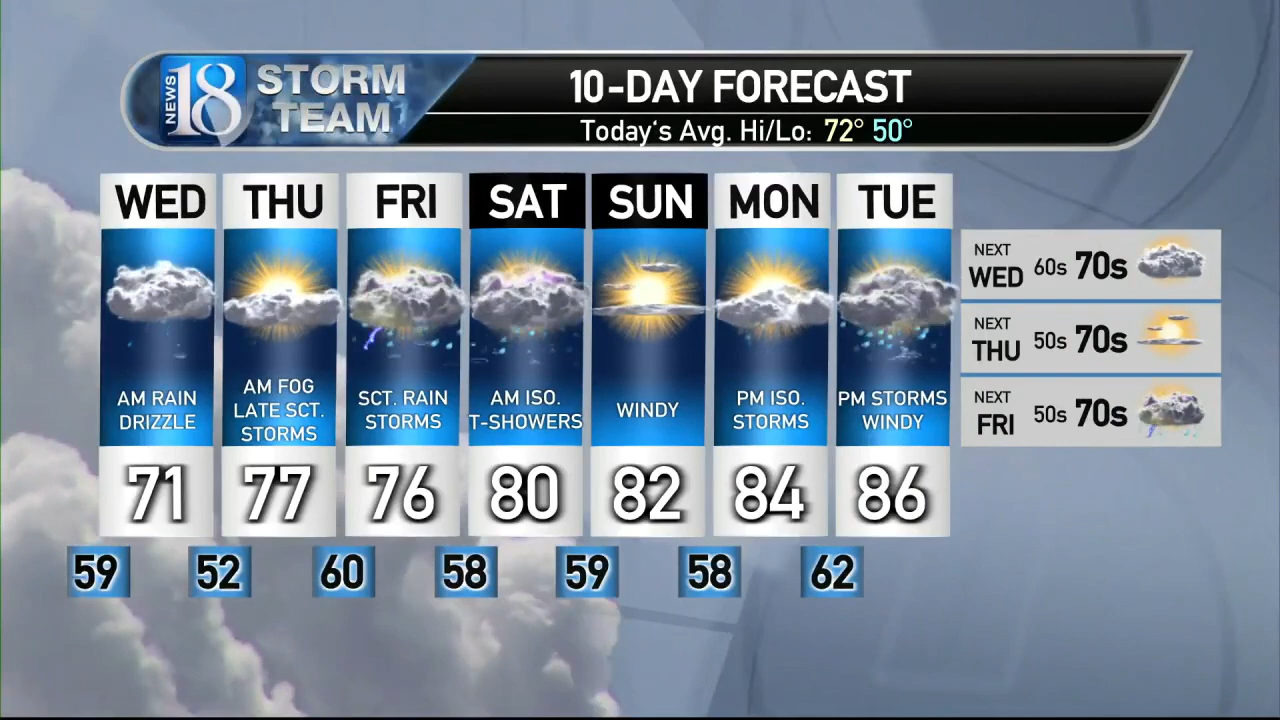 NEWS 18 STORM TEAM
10-DAY FORECAST
Today's Avg. Hi/Lo: 72° 50°
WED THU FRI SAT SUN MON TUE
AM RAIN
DRIZZLE
AM FOG
LATE SCT.
STORMS
SCT. RAIN
STORMS
AM ISO.
T-SHOWERS
WINDY
PM ISO.
STORMS
PM STORMS
WINDY
71 77 76 80 82 84 86
59 52 60 58 59 58 62
NEXT
WED 60s 70s
NEXT
THU 50s 70s
NEXT
FRI 50s 70s